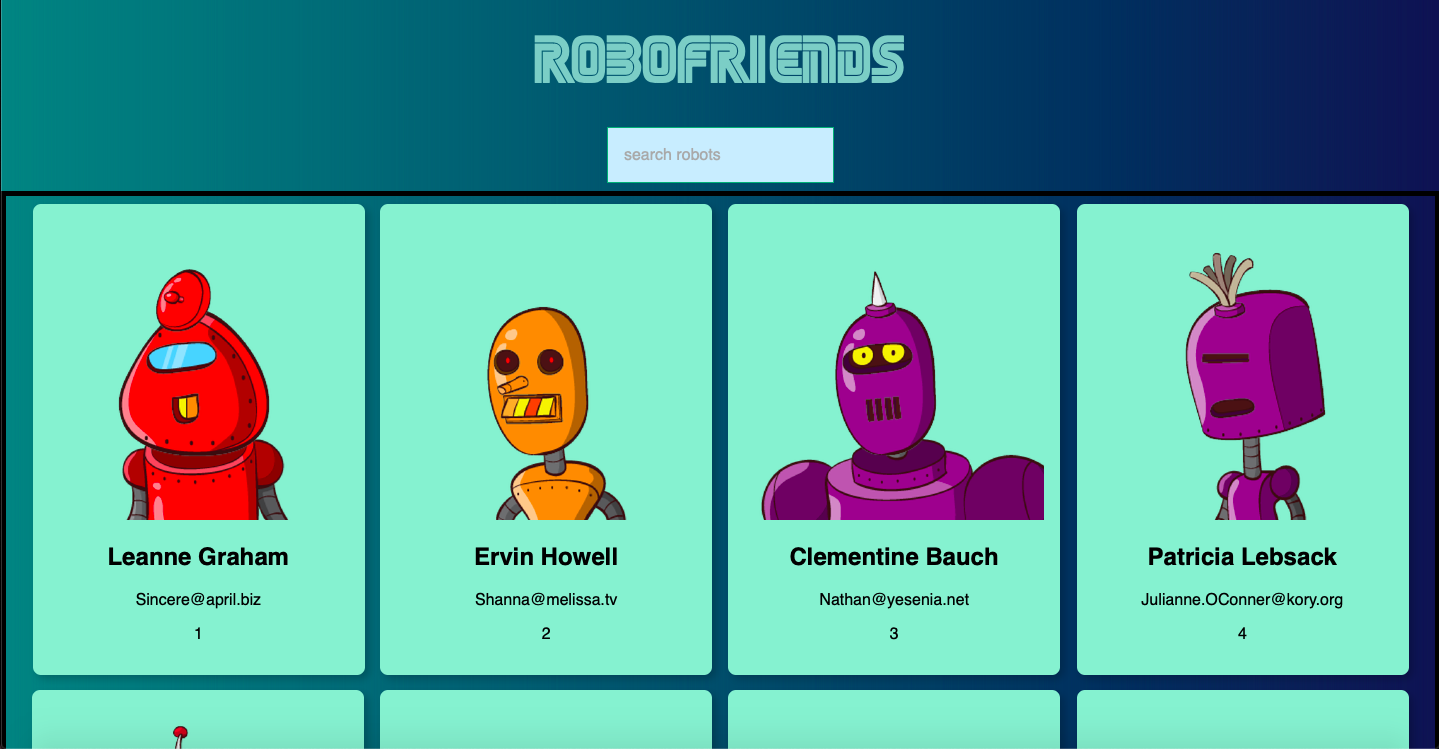 ROBOFRIENDS
search robots
Leanne Graham
Sincere@april.biz
1
Ervin Howell
Shanna@melissa.tv
2
Clementine Bauch
Nathan@yesenia.net
3
Patricia Lebsack
Julianne.OConner@kory.org
4